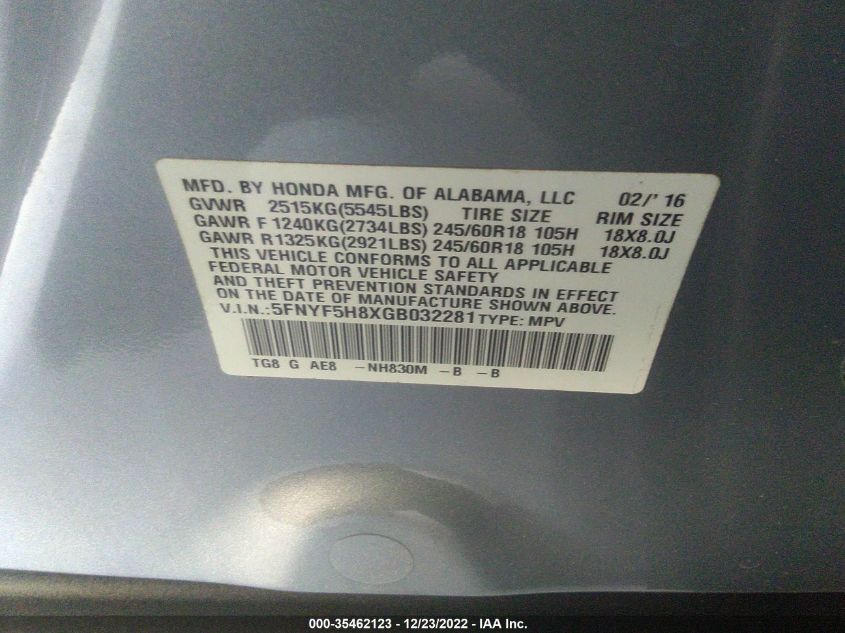 MFD. BY HONDA MFG. OF ALABAMA, LLC 02/' 16
GVWR 2515KG(5545LBS) TIRE SIZE RIM SIZE
GAWR F 1240KG(2734LBS) 245/60R18 105H 18X8.0J
GAWR R1325KG(2921LBS) 245/60R18 105H 18X8.0J
THIS VEHICLE CONFORMS TO ALL APPLICABLE
FEDERAL MOTOR VEHICLE SAFETY
AND THEFT PREVENTION STANDARDS IN EFFECT
ON THE DATE OF MANUFACTURE SHOWN ABOVE.
V.I.N.:5FNYF5H8XGB032281 TYPE: MPV
TG8 G AE8 -NH830M -B -B
000-35462123 - 12/23/2022 - IAA Inc.